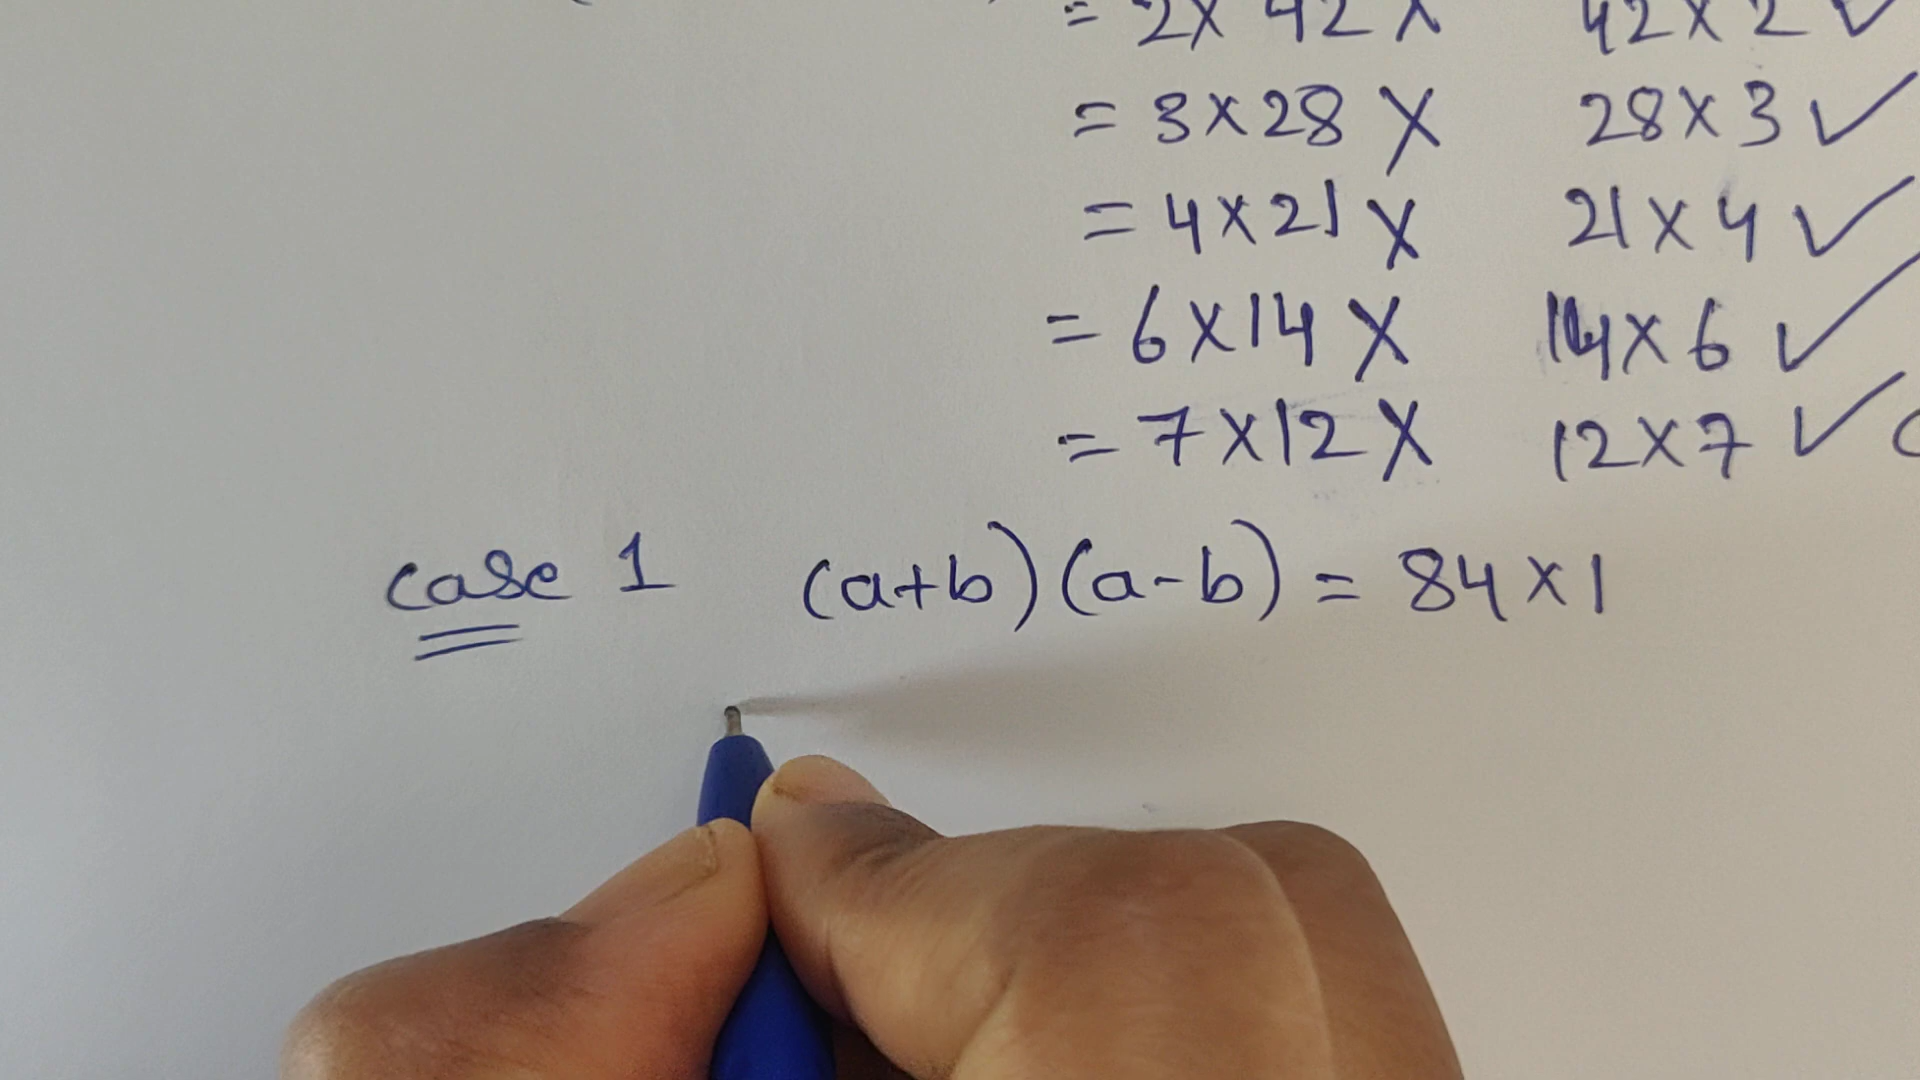 = 2 X 42 X 42 X 2 ✓
= 3 X 28 X 28 X 3 ✓
= 4 X 21 X 21 X 4 ✓
= 6 X 14 X 14 X 6 ✓
= 7 X 12 X 12 X 7 ✓
case 1 (a+b)(a-b) = 84 X 1